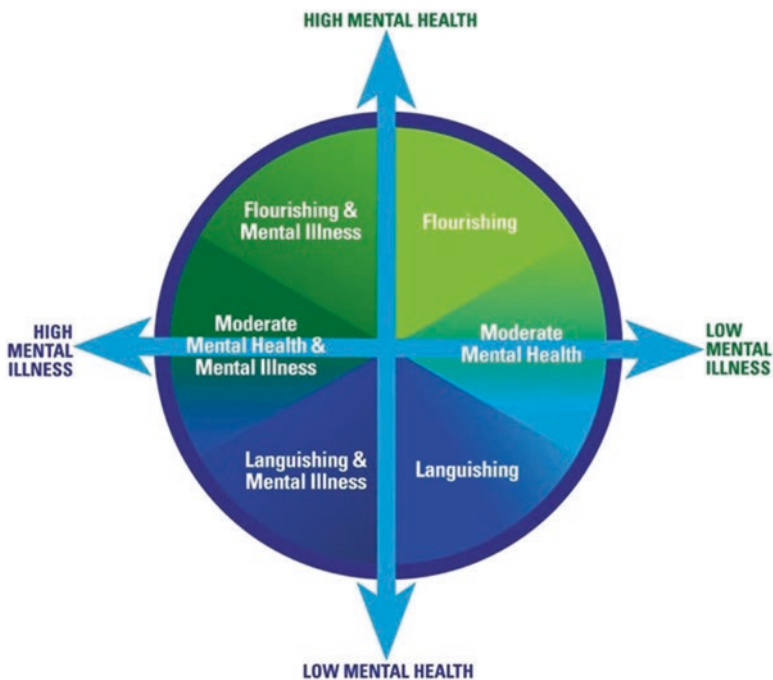 HIGH MENTAL HEALTH
Flourishing &
Mental Illness
Flourishing
HIGH
MENTAL
ILLNESS
Moderate
Mental Health &
Mental Illness
Moderate
Mental Health
LOW
MENTAL
ILLNESS
Languishing &
Mental Illness
Languishing
LOW MENTAL HEALTH